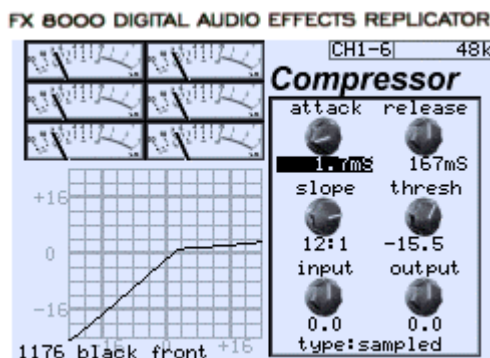 FX 8000 DIGITAL AUDIO EFFECTS REPLICATOR
CH1-6 48k
Compressor
attack release
1.7mS 167mS
slope thresh
12:1 -15.5
input output
0.0 0.0
type:sampled
+16
0
-16
+16
1176 black front